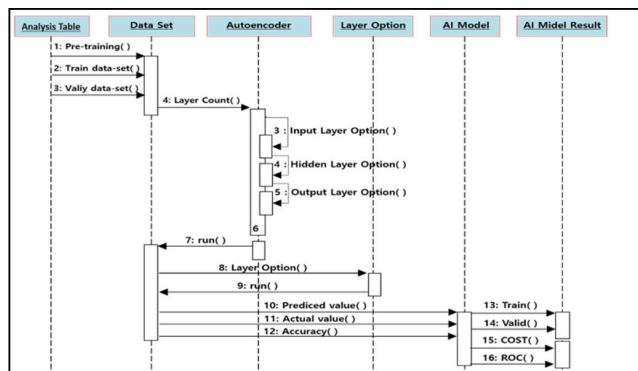 Analysis Table
Data Set
Autoencoder
Layer Option
AI Model
AI Midel Result
1: Pre-training( )
2: Train data-set( )
3: Valiy data-set( )
4: Layer Count( )
3 : Input Layer Option( )
4 : Hidden Layer Option( )
5 : Output Layer Option( )
6
7: run( )
8: Layer Option( )
9: run( )
10: Prediced value( )
11: Actual value( )
12: Accuracy( )
13: Train( )
14: Valid( )
15: COST( )
16: ROC( )